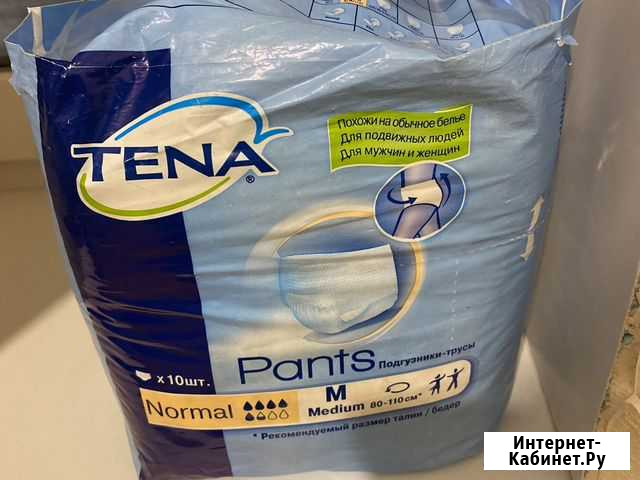 TENA®
Похожи на обычное белье
Для подвижных людей
Для мужчин и женщин
Pants Подгузники-трусы
x 10шт.
Normal
M
Medium 80-110см*
* Рекомендуемый размер талии / бедер
Интернет-
Кабинет.Ру